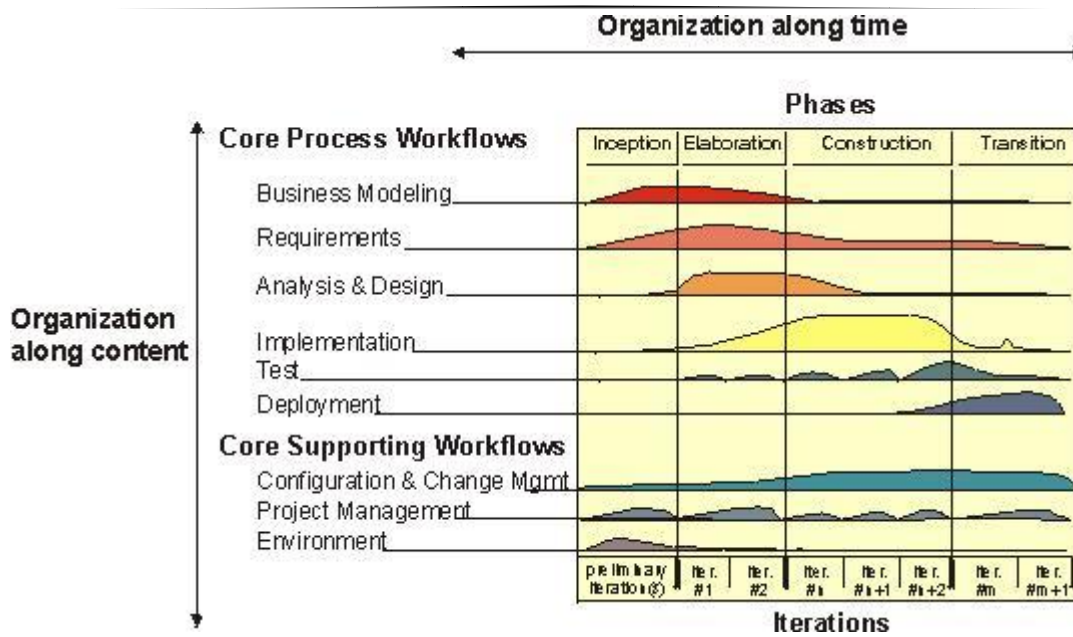 Organization along time
Phases
Core Process Workflows
Inception Elaboration Construction Transition
Business Modeling
Requirements
Analysis & Design
Organization
along content
Implementation
Test
Deployment
Core Supporting Workflows
Configuration & Change Mgmt
Project Management
Environment
preliminary
iteration(s)
Iter.
#1
Iter.
#2
Iter.
#n
Iter.
#n+1
Iter.
#n+2
Iter.
#m
Iter.
#m+1
Iterations